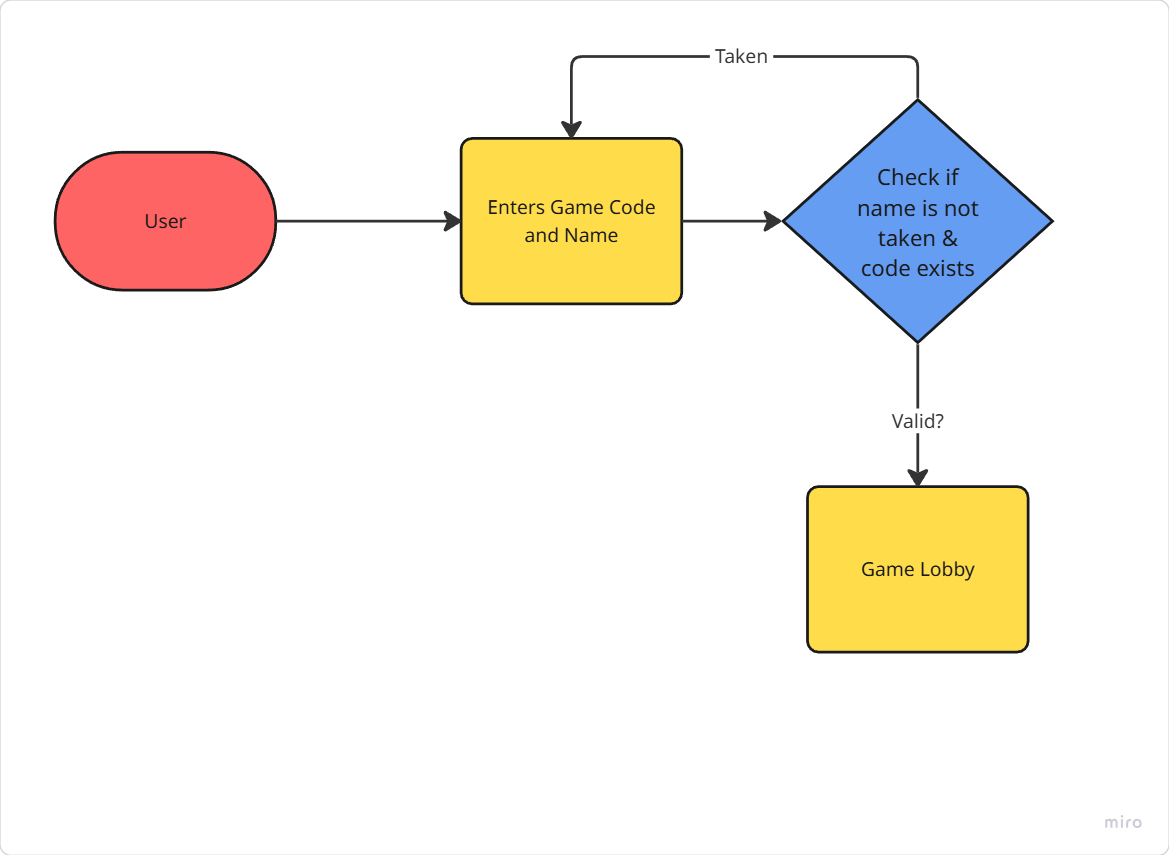 Taken
User
Enters Game Code
and Name
Check if
name is not
taken &
code exists
Valid?
Game Lobby
miro